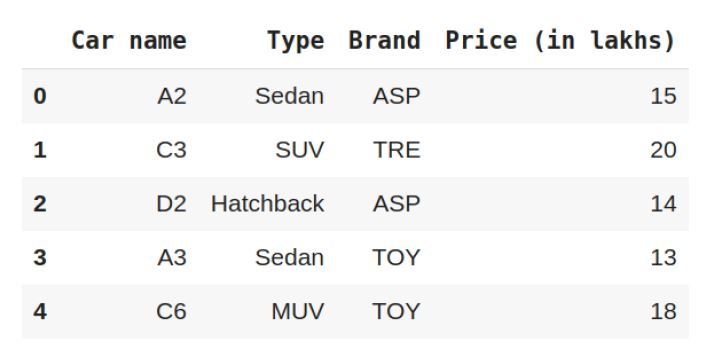 Car name Type Brand Price (in lakhs)
0 A2 Sedan ASP 15
1 C3 SUV TRE 20
2 D2 Hatchback ASP 14
3 A3 Sedan TOY 13
4 C6 MUV TOY 18